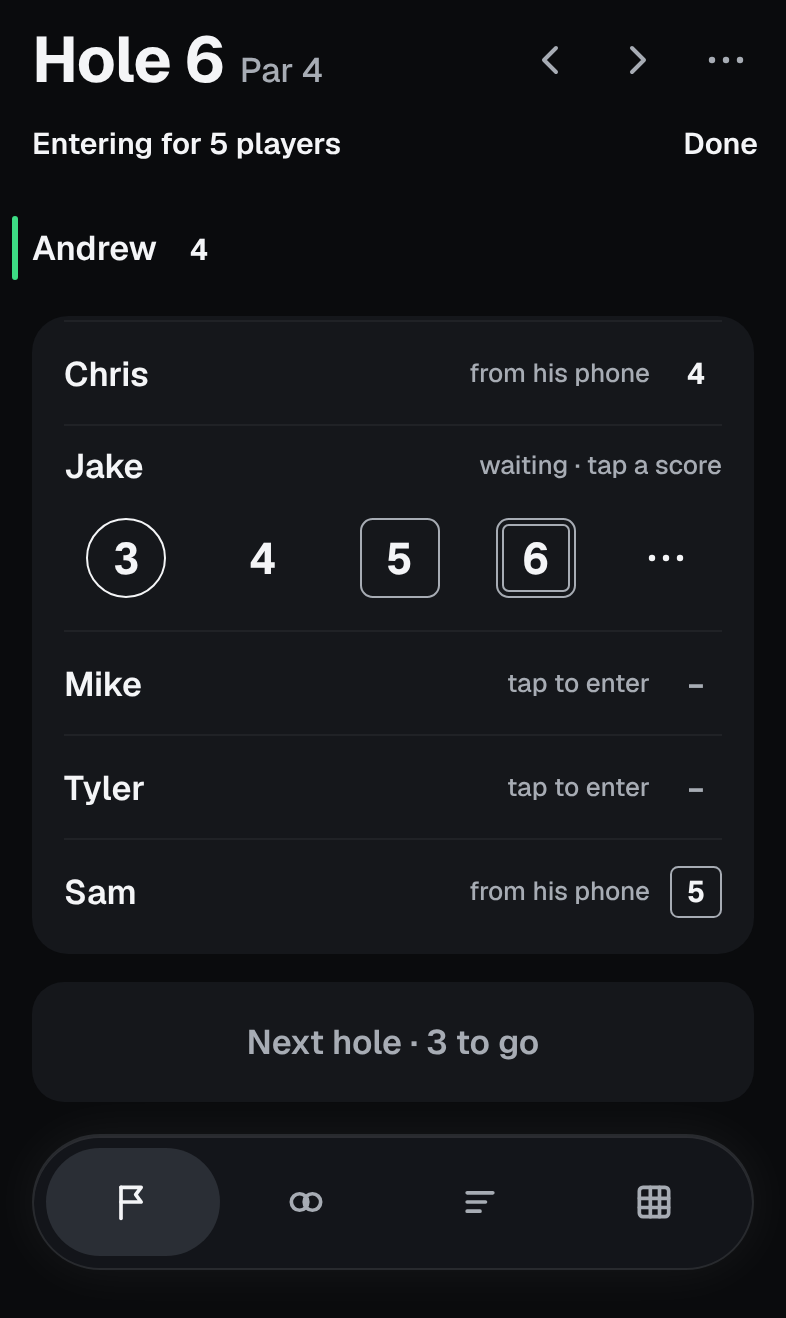 Hole 6 Par 4
Entering for 5 players Done
Andrew 4
Chris from his phone 4
Jake waiting · tap a score
3 4 5 6 ...
Mike tap to enter –
Tyler tap to enter –
Sam from his phone 5
Next hole · 3 to go